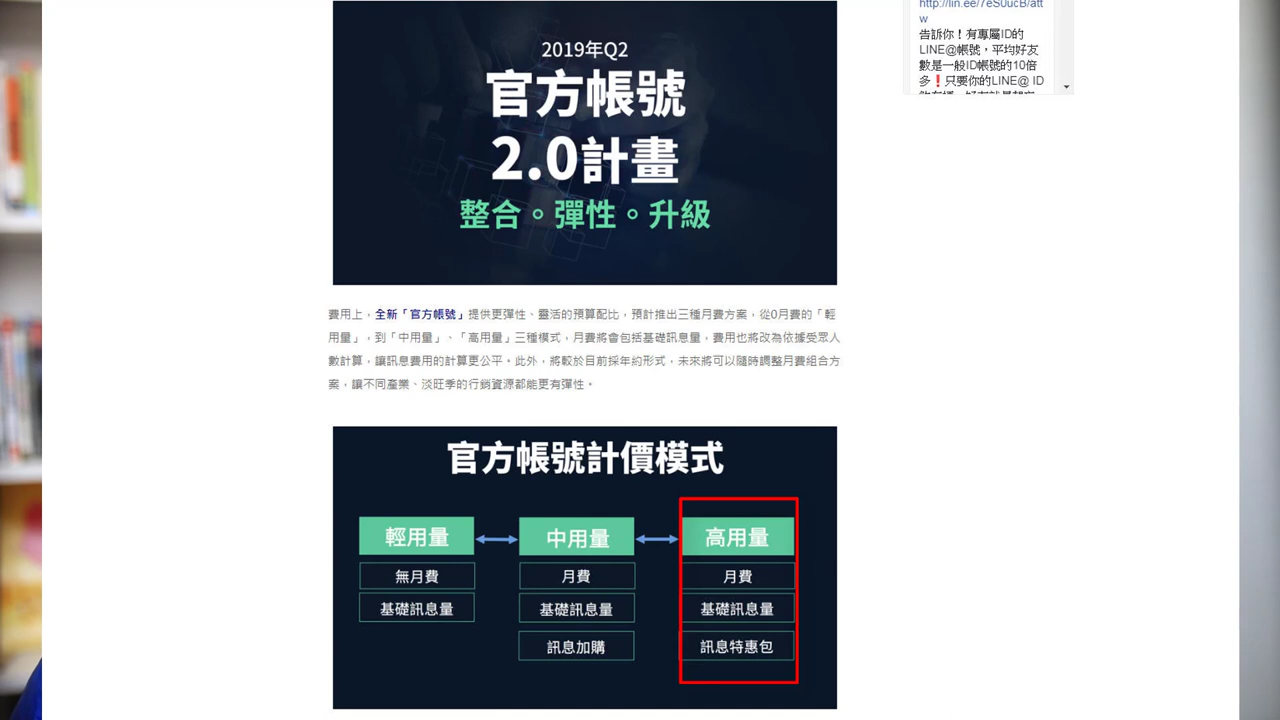 2019年Q2
官方帳號
2.0計畫
整合。彈性。升級
費用上，全新「官方帳號」提供更彈性、靈活的預算配比，預計推出三種月費方案，從0月費的「輕
用量」，到「中用量」、「高用量」三種模式，月費將會包括基礎訊息量，費用也將改為依據受眾人
數計算，讓訊息費用的計算更公平。此外，將較於目前採年約形式，未來將可以隨時調整月費組合方
案，讓不同產業、淡旺季的行銷資源都能更有彈性。
官方帳號計價模式
輕用量 中用量 高用量
無月費 月費 月費
基礎訊息量 基礎訊息量 基礎訊息量
訊息加購 訊息特惠包
http://lin.ee/7eS0ucB/att
w
告訴你！有專屬ID的
LINE@帳號，平均好友
數是一般ID帳號的10倍
多❗只要你的LINE@ ID